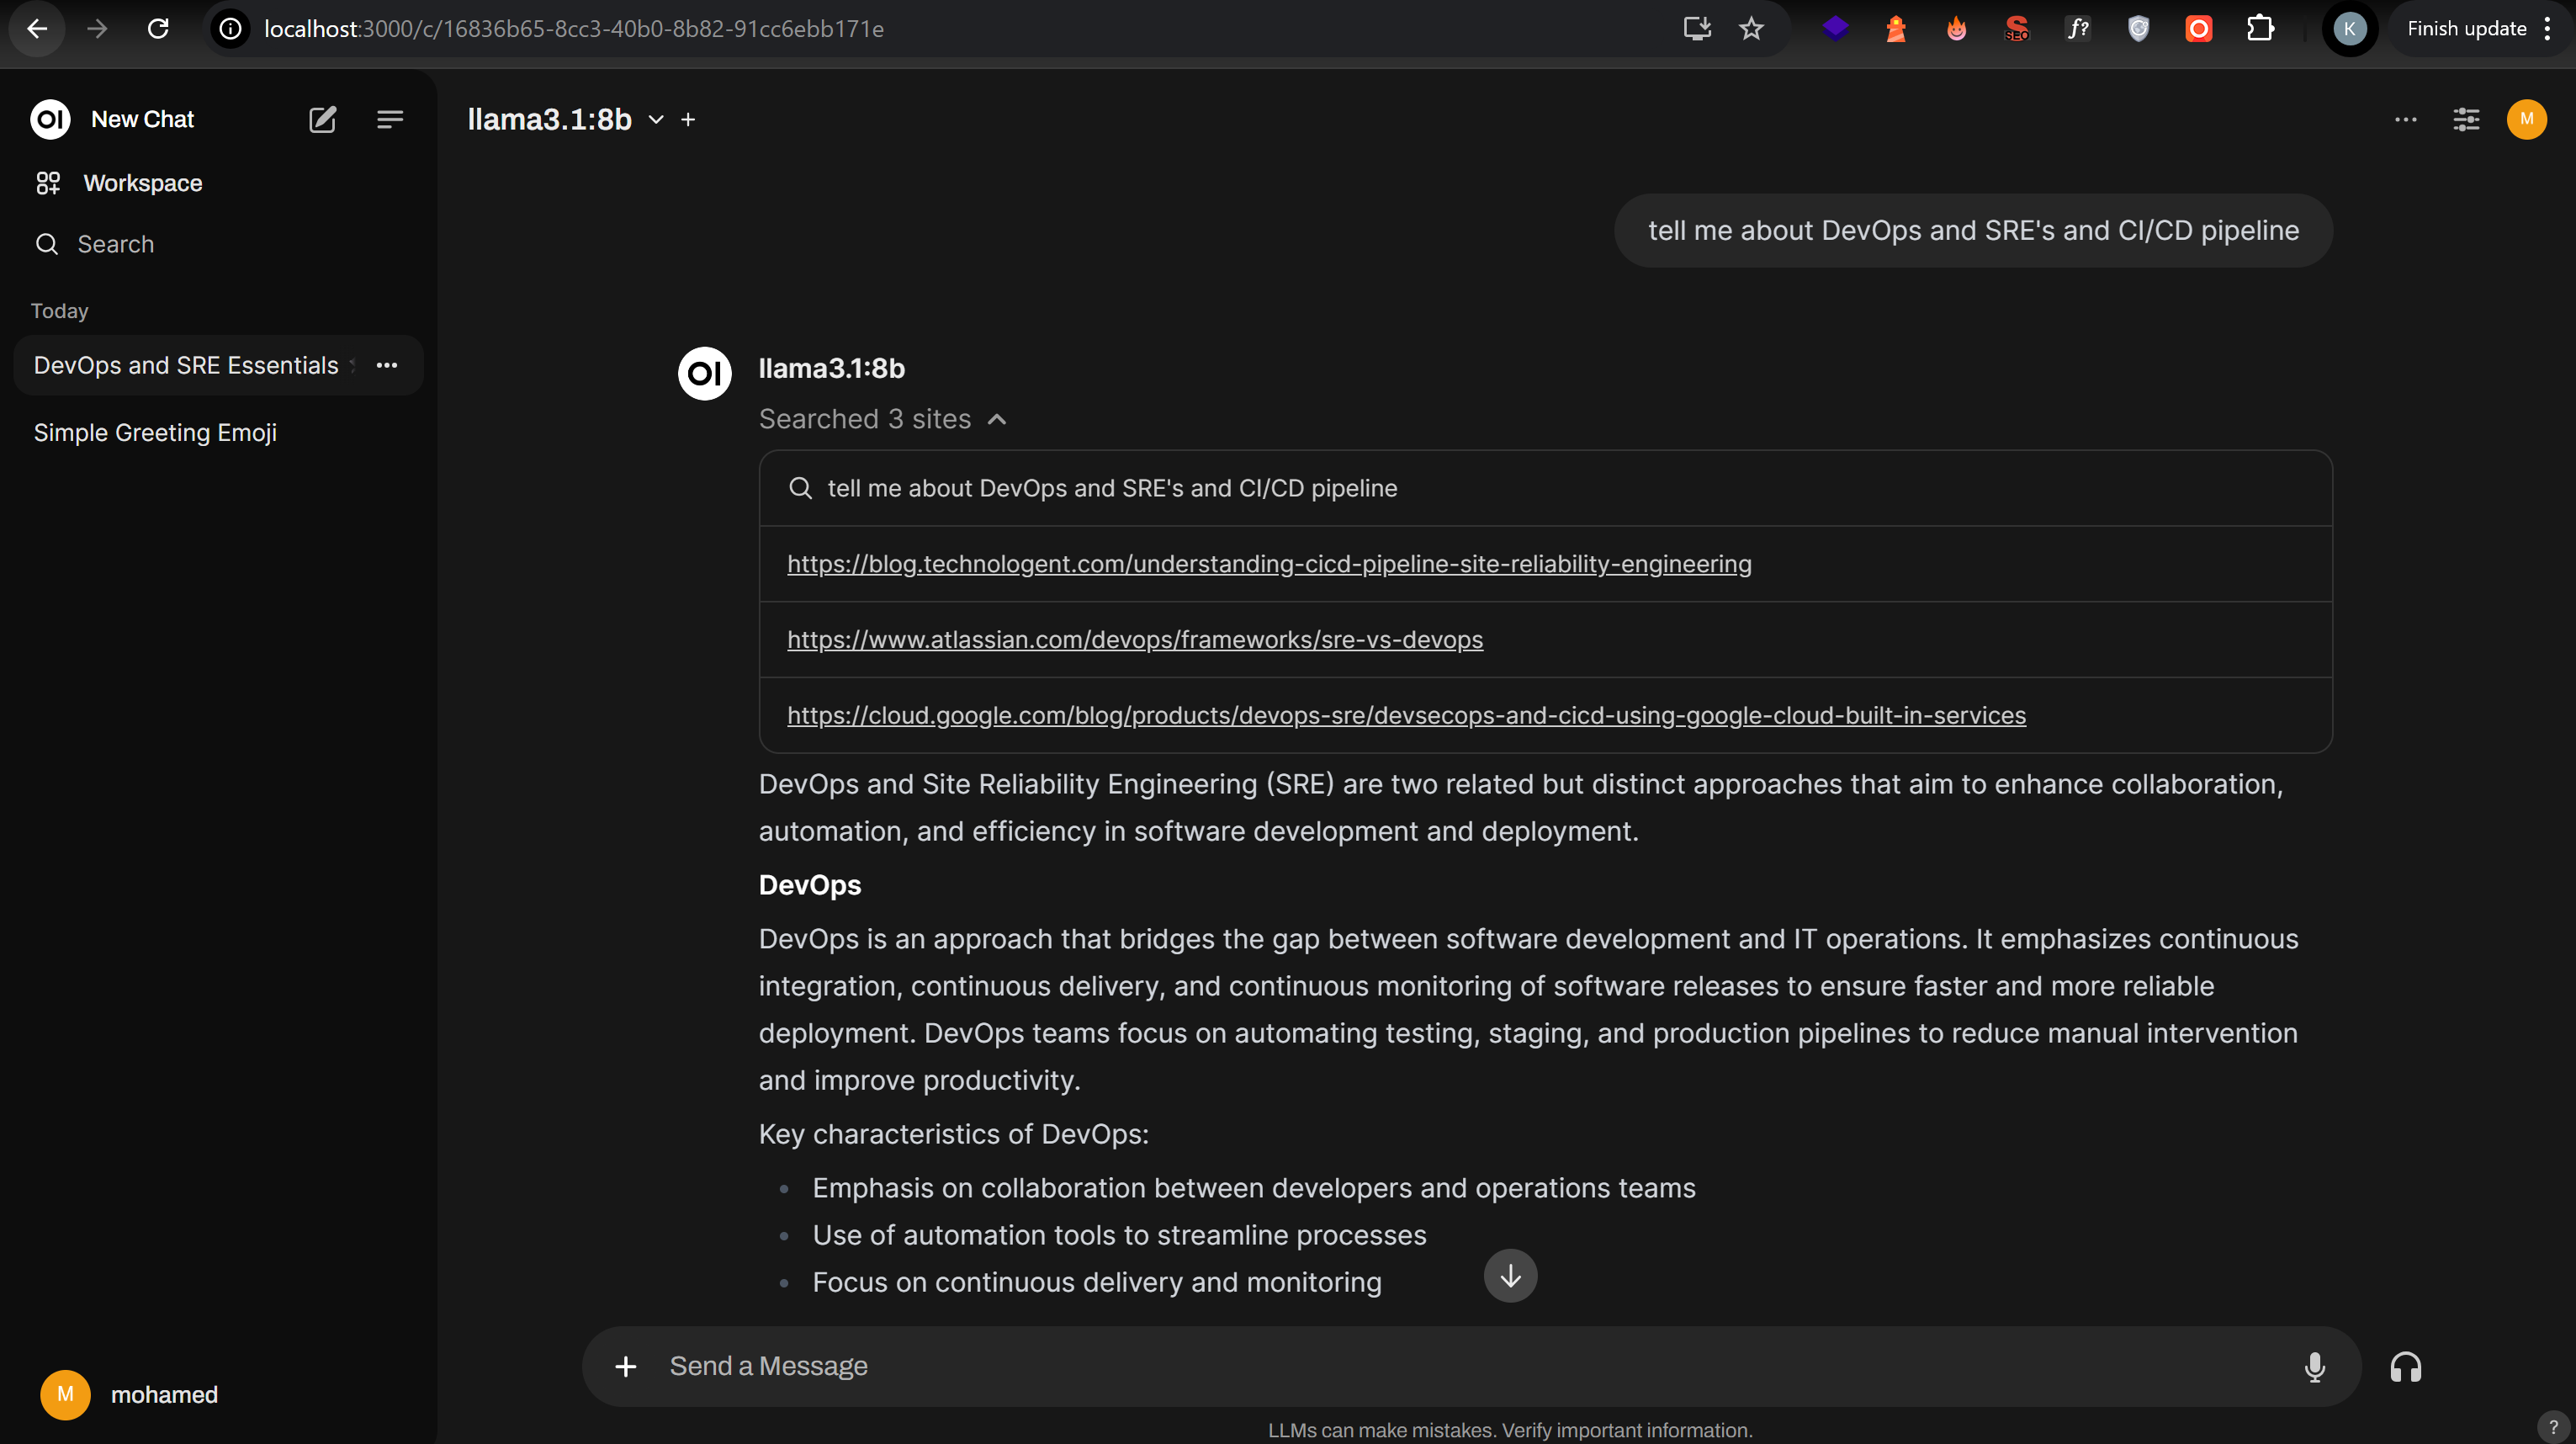 localhost:3000/c/16836b65-8cc3-40b0-8b82-91cc6ebb171e
SEO
f?
K
Finish update
OI
New Chat
llama3.1:8b
M
Workspace
Search
Today
DevOps and SRE Essentials
Simple Greeting Emoji
tell me about DevOps and SRE's and CI/CD pipeline
OI
llama3.1:8b
Searched 3 sites
tell me about DevOps and SRE's and CI/CD pipeline
https://blog.technologent.com/understanding-cicd-pipeline-site-reliability-engineering
https://www.atlassian.com/devops/frameworks/sre-vs-devops
https://cloud.google.com/blog/products/devops-sre/devsecops-and-cicd-using-google-cloud-built-in-services
DevOps and Site Reliability Engineering (SRE) are two related but distinct approaches that aim to enhance collaboration,
automation, and efficiency in software development and deployment.
DevOps
DevOps is an approach that bridges the gap between software development and IT operations. It emphasizes continuous
integration, continuous delivery, and continuous monitoring of software releases to ensure faster and more reliable
deployment. DevOps teams focus on automating testing, staging, and production pipelines to reduce manual intervention
and improve productivity.
Key characteristics of DevOps:
• Emphasis on collaboration between developers and operations teams
• Use of automation tools to streamline processes
• Focus on continuous delivery and monitoring
Send a Message
M
mohamed
LLMs can make mistakes. Verify important information.
?